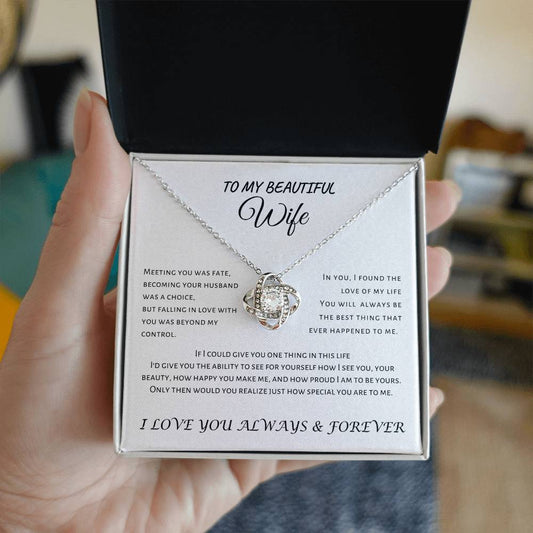 TO MY BEAUTIFUL
Wife
MEETING YOU WAS FATE,
BECOMING YOUR HUSBAND
WAS A CHOICE,
BUT FALLING IN LOVE WITH
YOU WAS BEYOND MY
CONTROL.
IN YOU, I FOUND THE
LOVE OF MY LIFE
YOU WILL ALWAYS BE
THE BEST THING THAT
EVER HAPPENED TO ME.
IF I COULD GIVE YOU ONE THING IN THIS LIFE
I'D GIVE YOU THE ABILITY TO SEE FOR YOURSELF HOW I SEE YOU, YOUR
BEAUTY, HOW HAPPY YOU MAKE ME, AND HOW PROUD I AM TO BE YOURS.
ONLY THEN WOULD YOU REALIZE JUST HOW SPECIAL YOU ARE TO ME.
I LOVE YOU ALWAYS & FOREVER